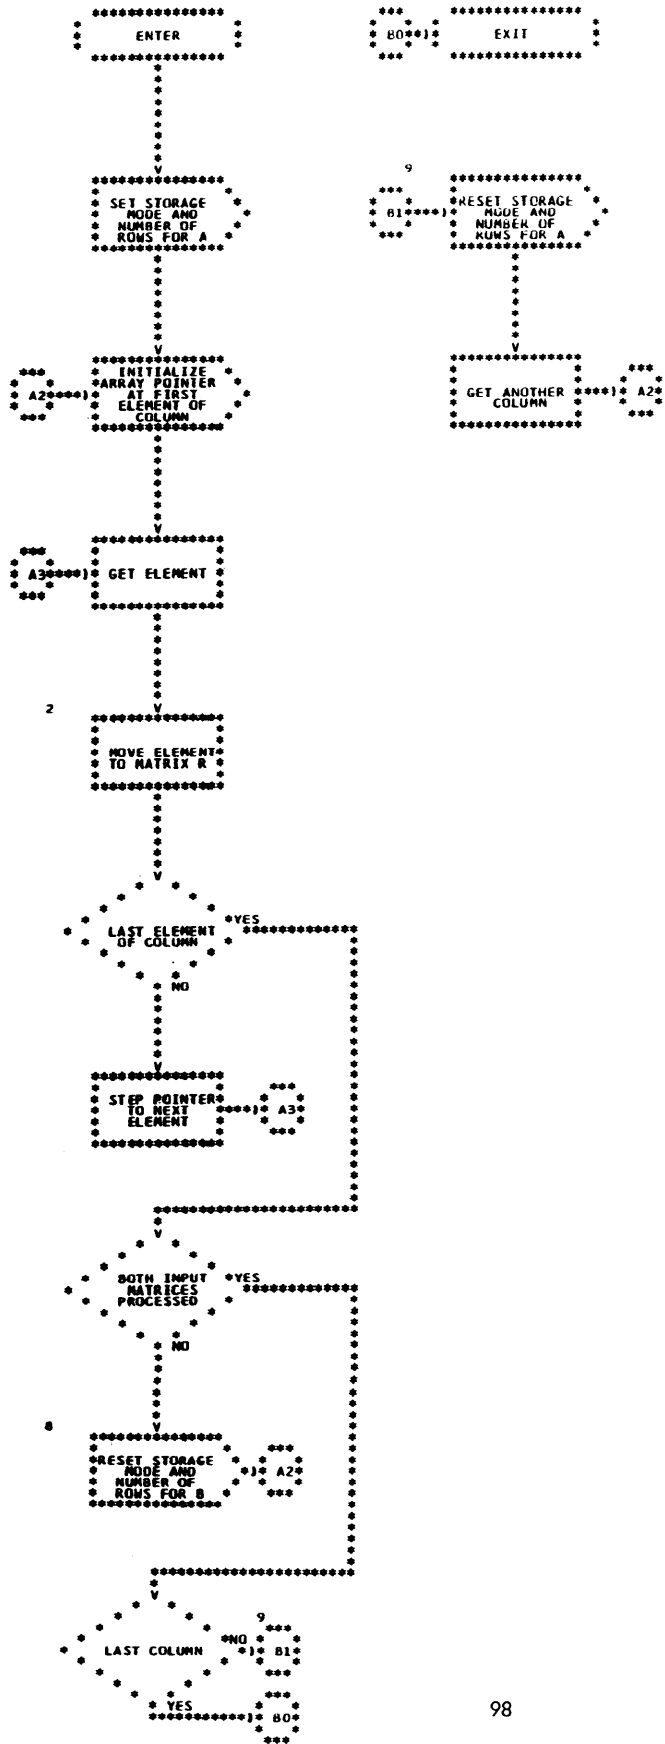 ENTER
B0
EXIT
SET STORAGE
MODE AND
NUMBER OF
ROWS FOR A
9
B1
RESET STORAGE
MODE AND
NUMBER OF
ROWS FOR A
A2
INITIALIZE
ARRAY POINTER
AT FIRST
ELEMENT OF
COLUMN
GET ANOTHER
COLUMN
A2
A3
GET ELEMENT
2
MOVE ELEMENT
TO MATRIX R
LAST ELEMENT
OF COLUMN
YES
NO
STEP POINTER
TO NEXT
ELEMENT
A3
BOTH INPUT
MATRICES
PROCESSED
YES
NO
8
RESET STORAGE
MODE AND
NUMBER OF
ROWS FOR B
A2
9
LAST COLUMN
NO
B1
YES
B0
98